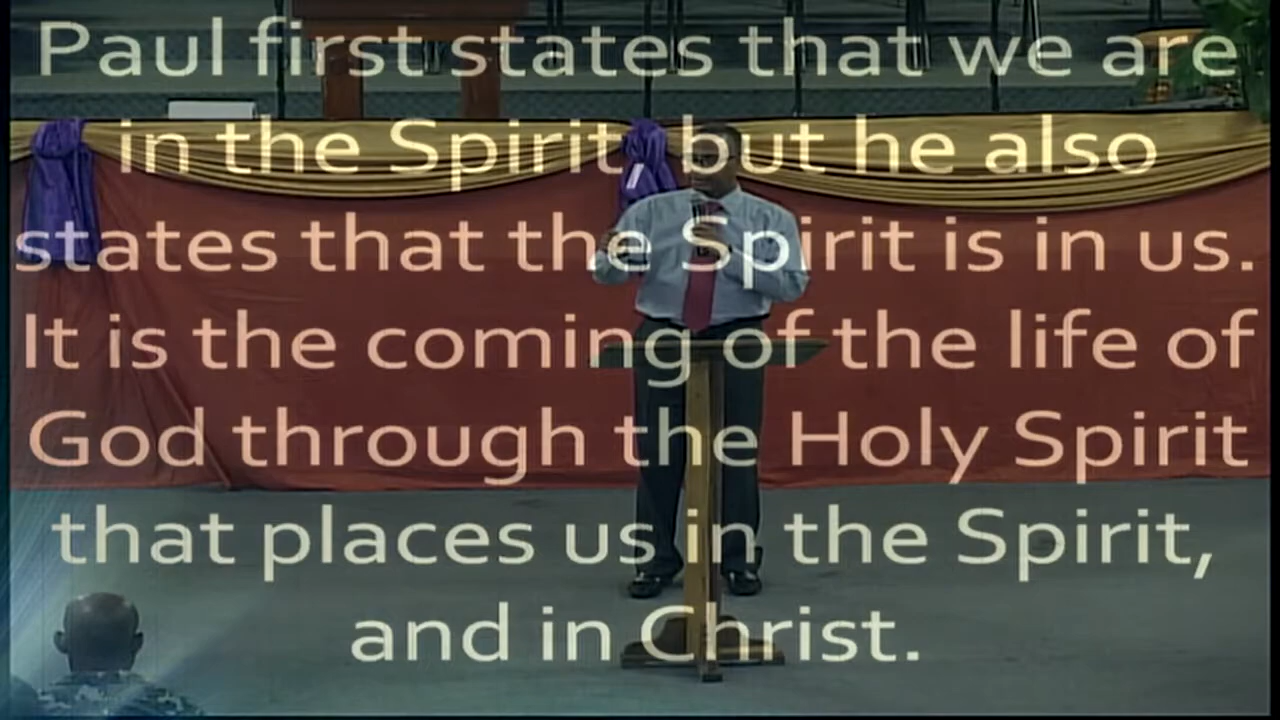 Paul first states that we are
in the Spirit but he also
states that the Spirit is in us.
It is the coming of the life of
God through the Holy Spirit
that places us in the Spirit,
and in Christ.